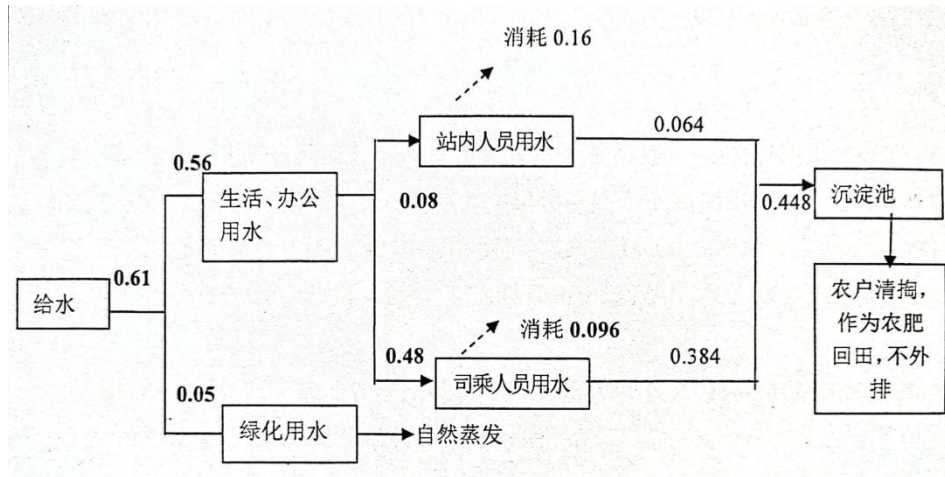 消耗 0.16
站内人员用水
0.064
0.56
生活、办公
用水
0.08
0.448
沉淀池
0.61
给水
消耗 0.096
0.48
司乘人员用水
0.384
农户清掏，
作为农肥
回田，不外
排
0.05
绿化用水
自然蒸发